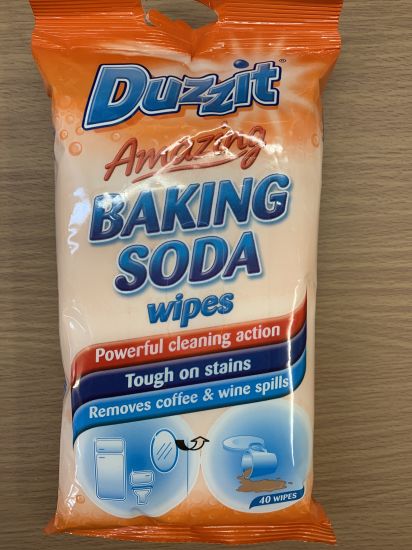 Duzzit®
Amazing
BAKING
SODA
wipes
Powerful cleaning action
Tough on stains
Removes coffee & wine spills
40 WIPES